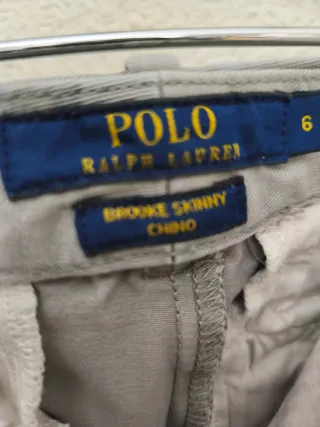 POLO
RALPH LAUREN
6
BROOKE SKINNY
CHINO